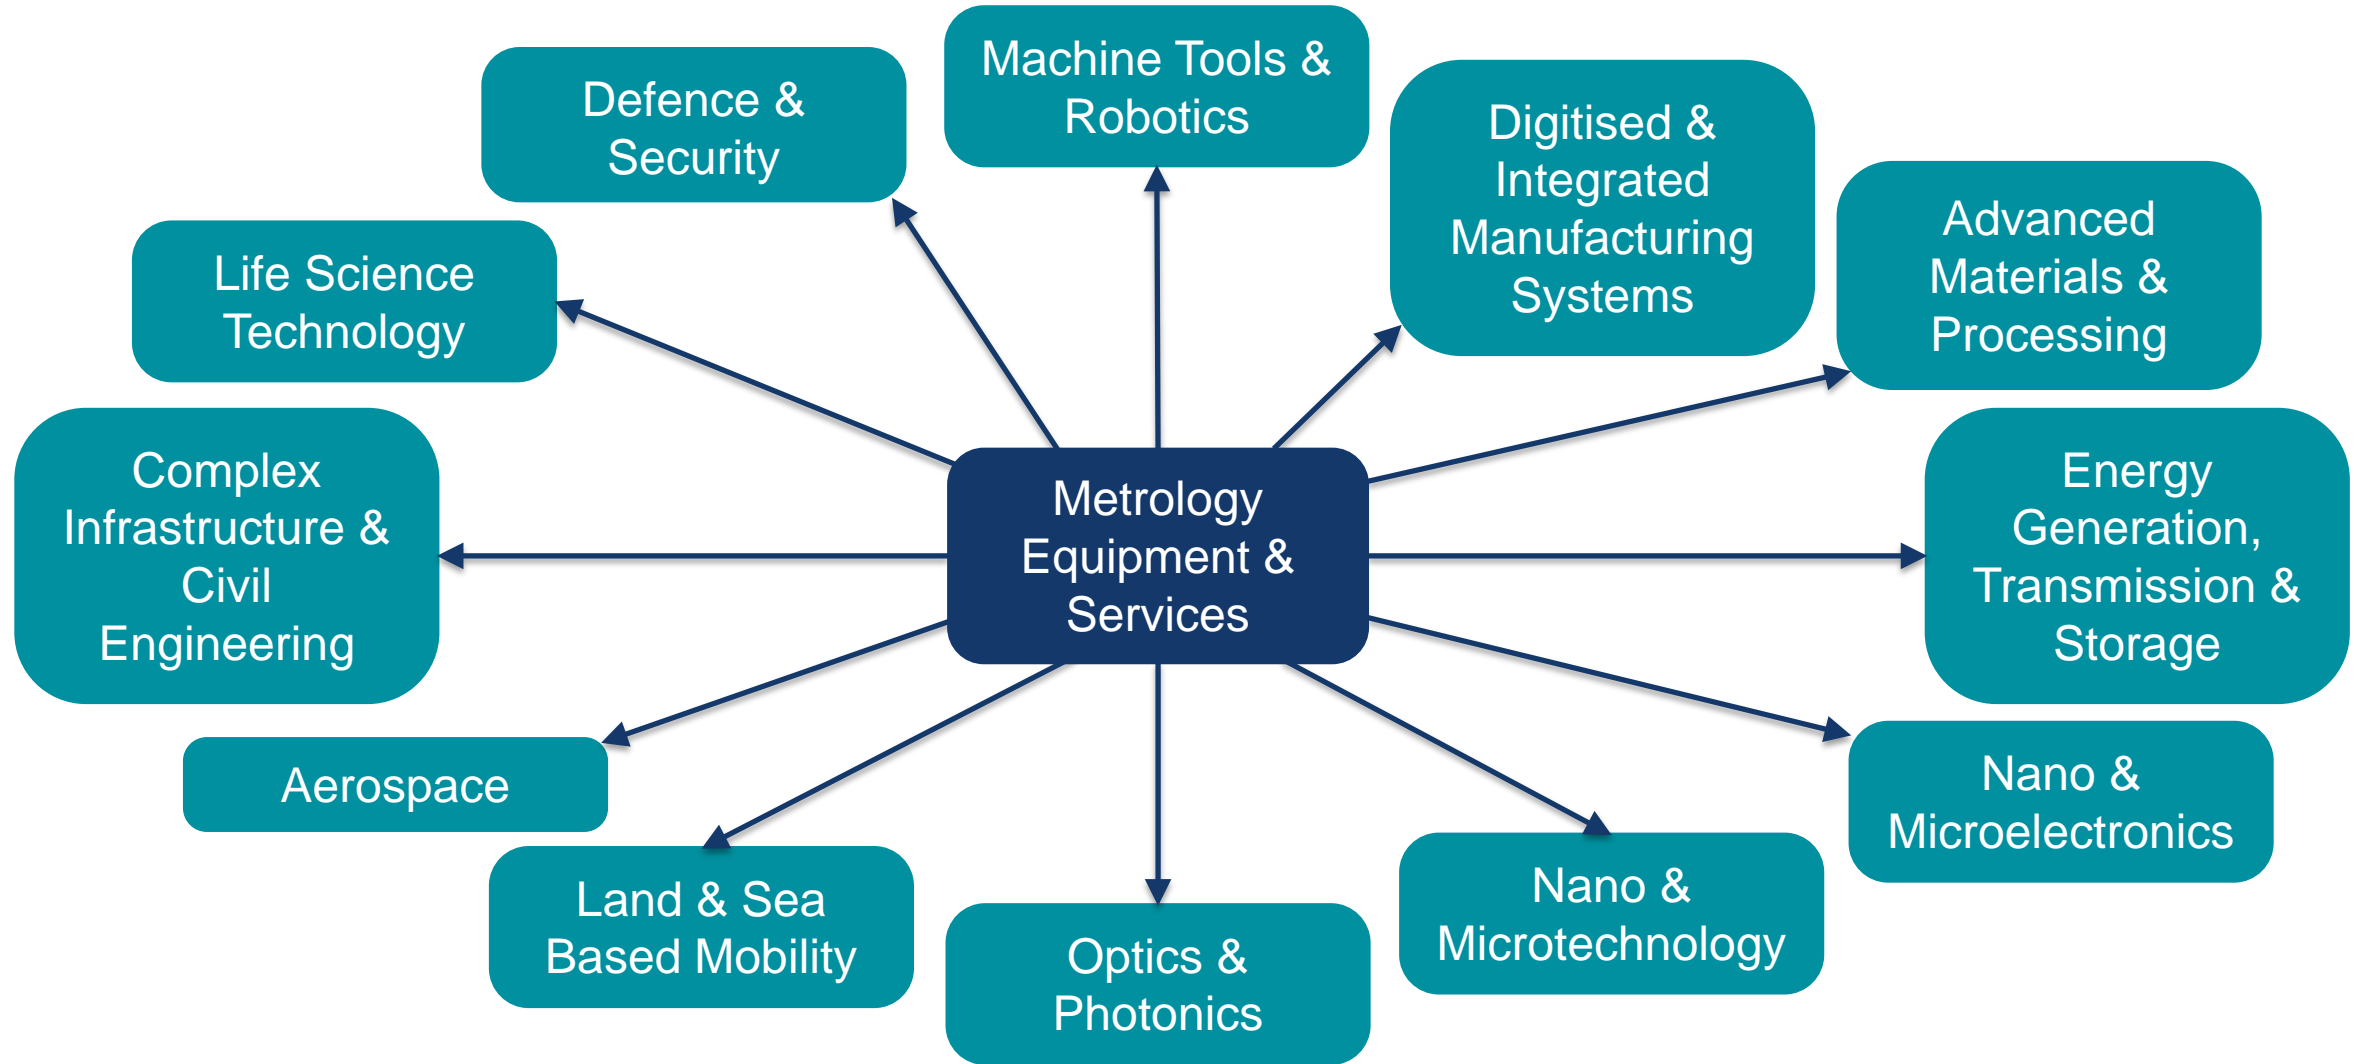 Machine Tools &
Robotics
Defence &
Security
Digitised &
Integrated
Manufacturing
Systems
Advanced
Materials &
Processing
Life Science
Technology
Complex
Infrastructure &
Civil
Engineering
Metrology
Equipment &
Services
Energy
Generation,
Transmission &
Storage
Aerospace
Nano &
Microelectronics
Land & Sea
Based Mobility
Nano &
Microtechnology
Optics &
Photonics